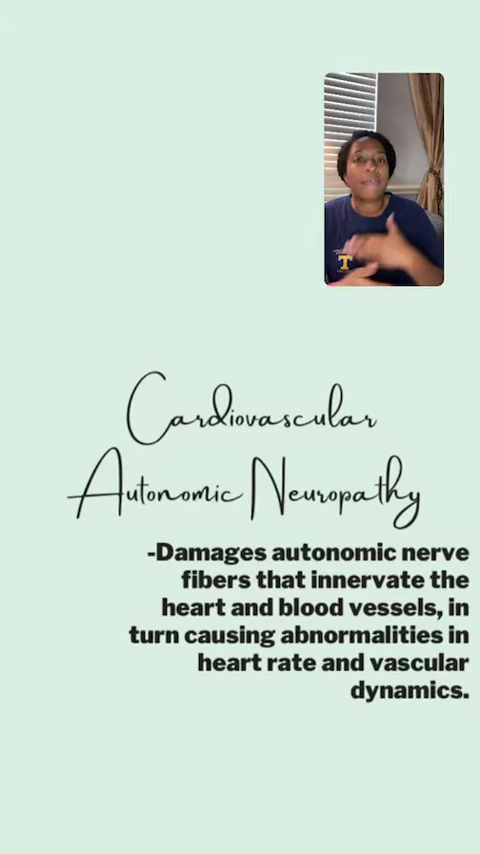 T
Cardiovascular
Autonomic Neuropathy
-Damages autonomic nerve
fibers that innervate the
heart and blood vessels, in
turn causing abnormalities in
heart rate and vascular
dynamics.